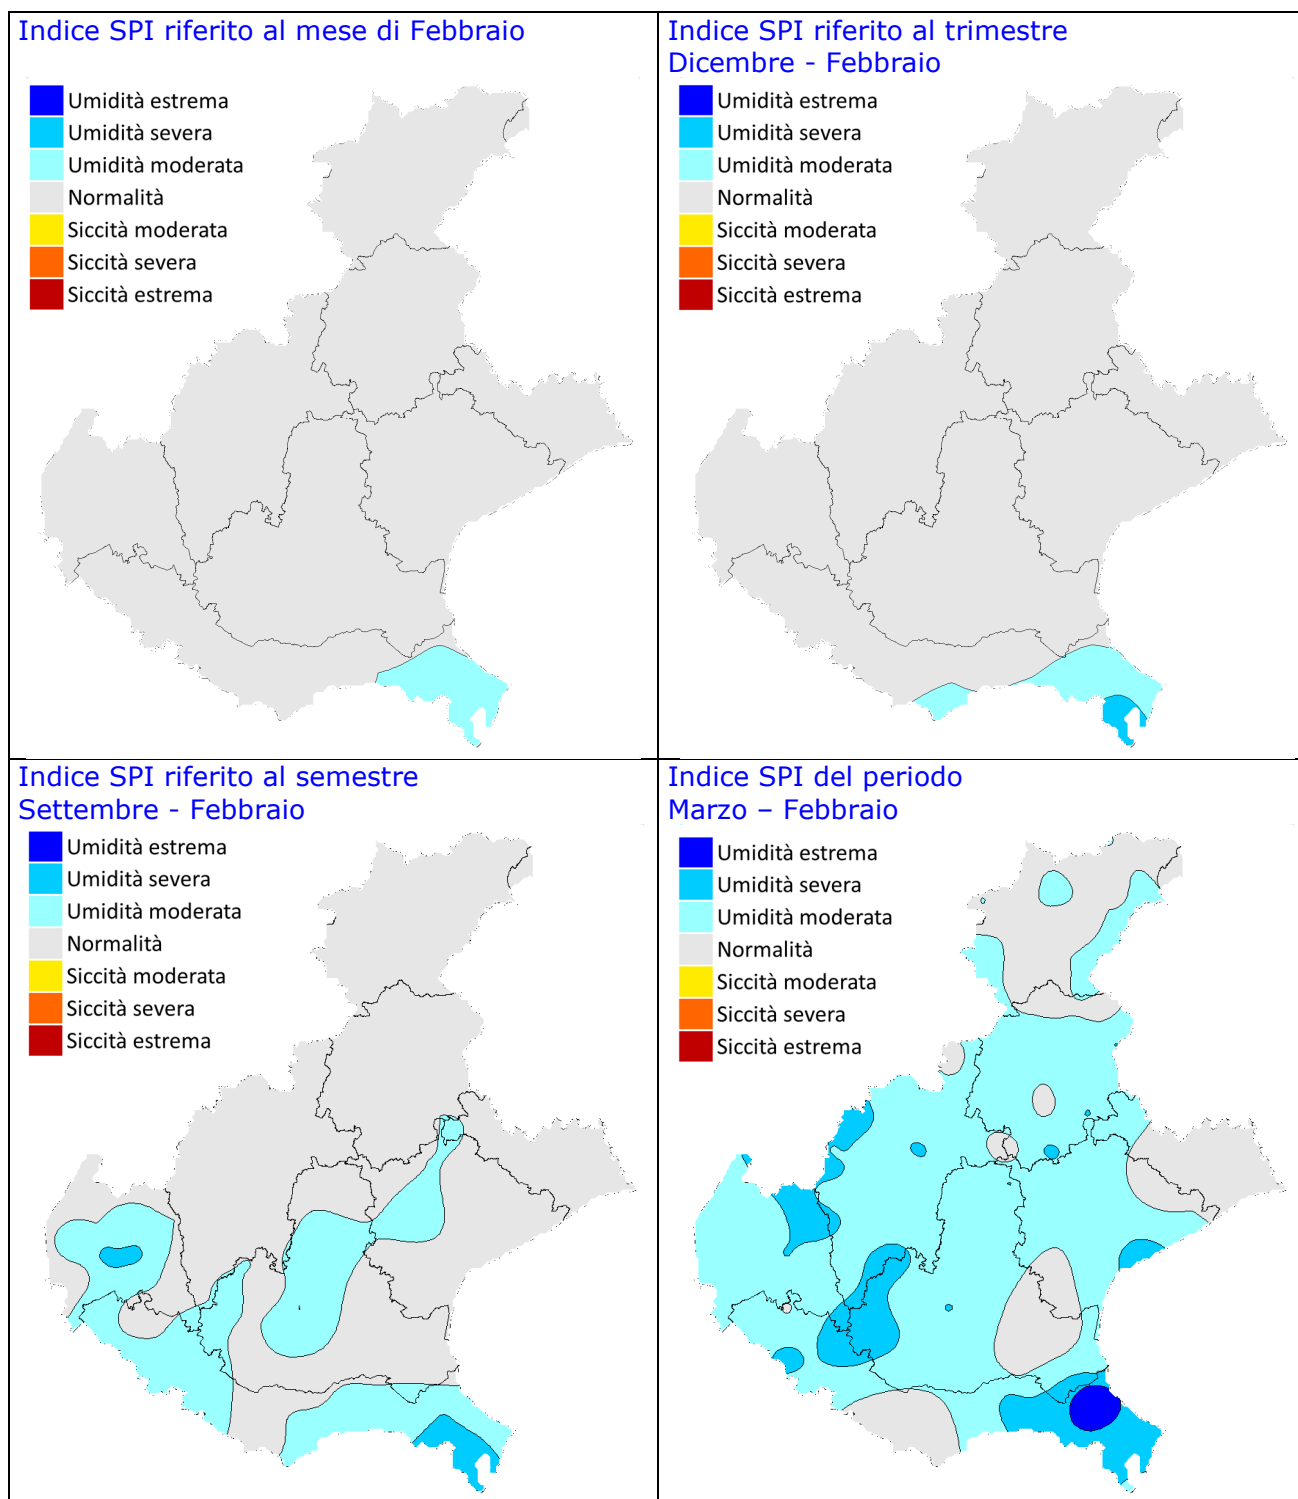 Indice SPI riferito al mese di Febbraio
Umidità estrema
Umidità severa
Umidità moderata
Normalità
Siccità moderata
Siccità severa
Siccità estrema
Indice SPI riferito al trimestre
Dicembre - Febbraio
Umidità estrema
Umidità severa
Umidità moderata
Normalità
Siccità moderata
Siccità severa
Siccità estrema
Indice SPI riferito al semestre
Settembre - Febbraio
Umidità estrema
Umidità severa
Umidità moderata
Normalità
Siccità moderata
Siccità severa
Siccità estrema
Indice SPI del periodo
Marzo – Febbraio
Umidità estrema
Umidità severa
Umidità moderata
Normalità
Siccità moderata
Siccità severa
Siccità estrema